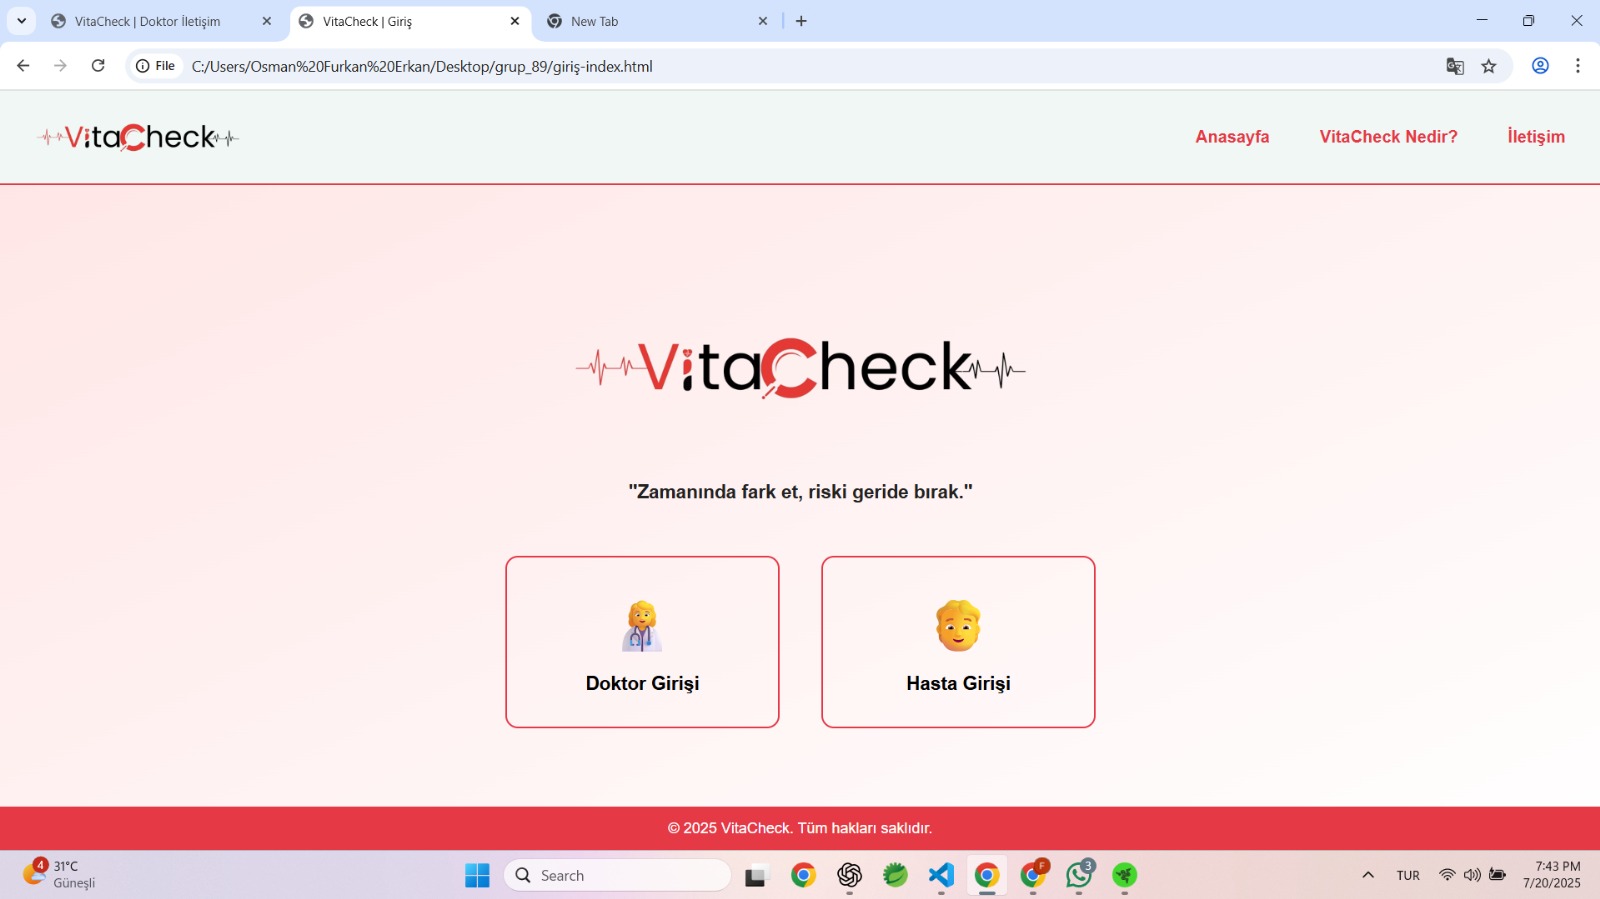 VitaCheck | Doktor İletişim
VitaCheck | Giriş
New Tab
File
C:/Users/Osman%20Furkan%20Erkan/Desktop/grup_89/giriş-index.html
VitaCheck
Anasayfa
VitaCheck Nedir?
İletişim
VitaCheck
"Zamanında fark et, riski geride bırak."
Doktor Girişi
Hasta Girişi
© 2025 VitaCheck. Tüm hakları saklıdır.
4
31°C
Güneşli
Search
F
3
TUR
7:43 PM
7/20/2025